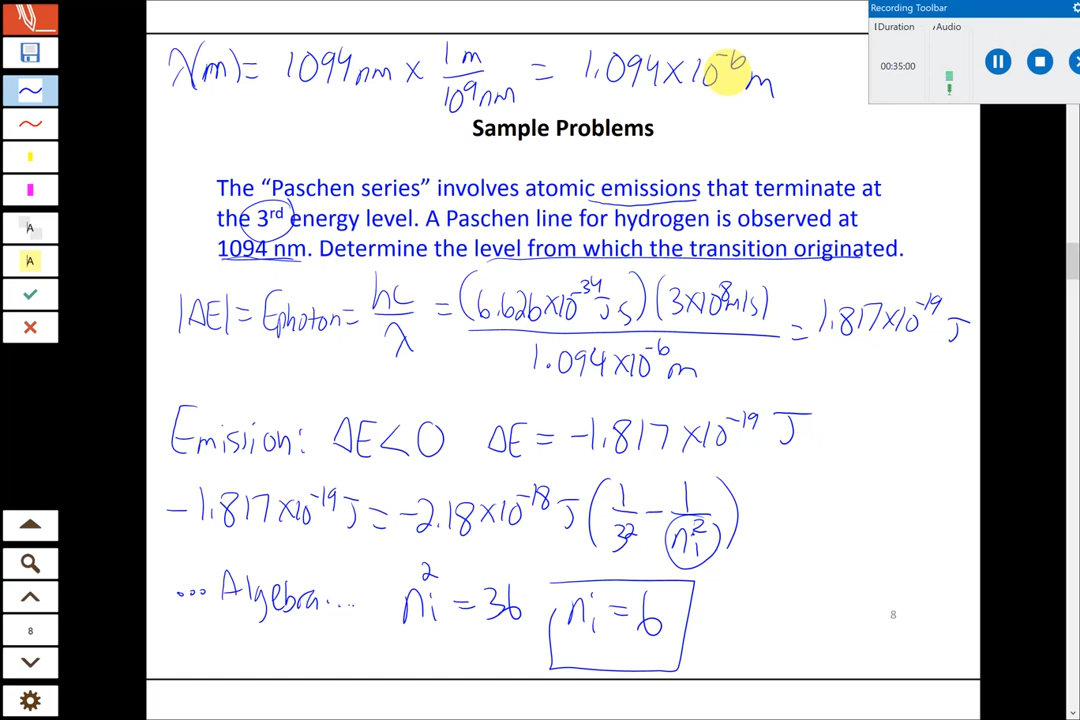 Recording Toolbar
Duration
Audio
00:35:00
λ(m) = 1094 nm × 1 m / 10⁹ nm = 1.094 × 10⁻⁶ m
Sample Problems
The “Paschen series” involves atomic emissions that terminate at
the 3rd energy level. A Paschen line for hydrogen is observed at
1094 nm. Determine the level from which the transition originated.
|ΔE| = Ephoton = hc / λ = (6.626×10⁻³⁴ J s)(3×10⁸ m/s) / 1.094×10⁻⁶ m = 1.817×10⁻¹⁹ J
Emission: ΔE < 0 ΔE = -1.817 × 10⁻¹⁹ J
-1.817×10⁻¹⁹ J = -2.18×10⁻¹⁸ J (1/3² - 1/nᵢ²)
... Algebra.... nᵢ² = 36 nᵢ = 6
A
A
8
8